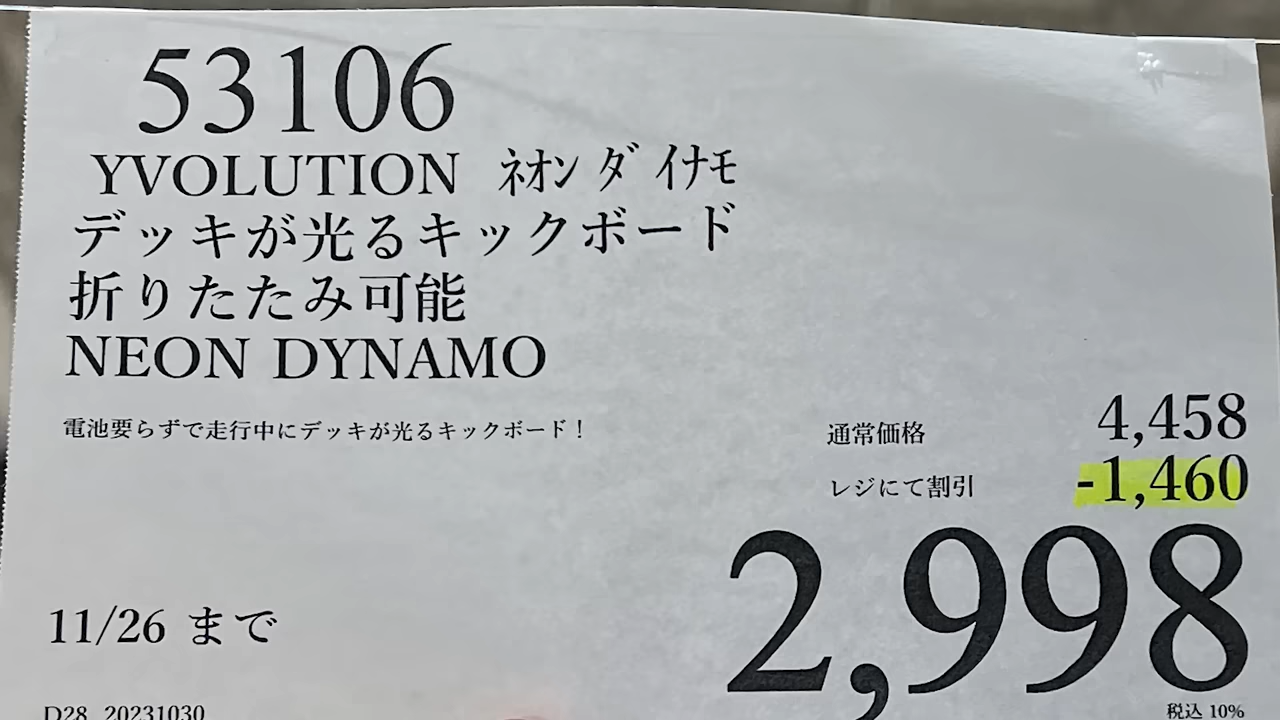 53106
YVOLUTION ネオン ダイナモ
デッキが光るキックボード
折りたたみ可能
NEON DYNAMO
電池要らずで走行中にデッキが光るキックボード！
通常価格 4,458
レジにて割引 -1,460
2,998
11/26 まで
税込 10%
D28 20231030